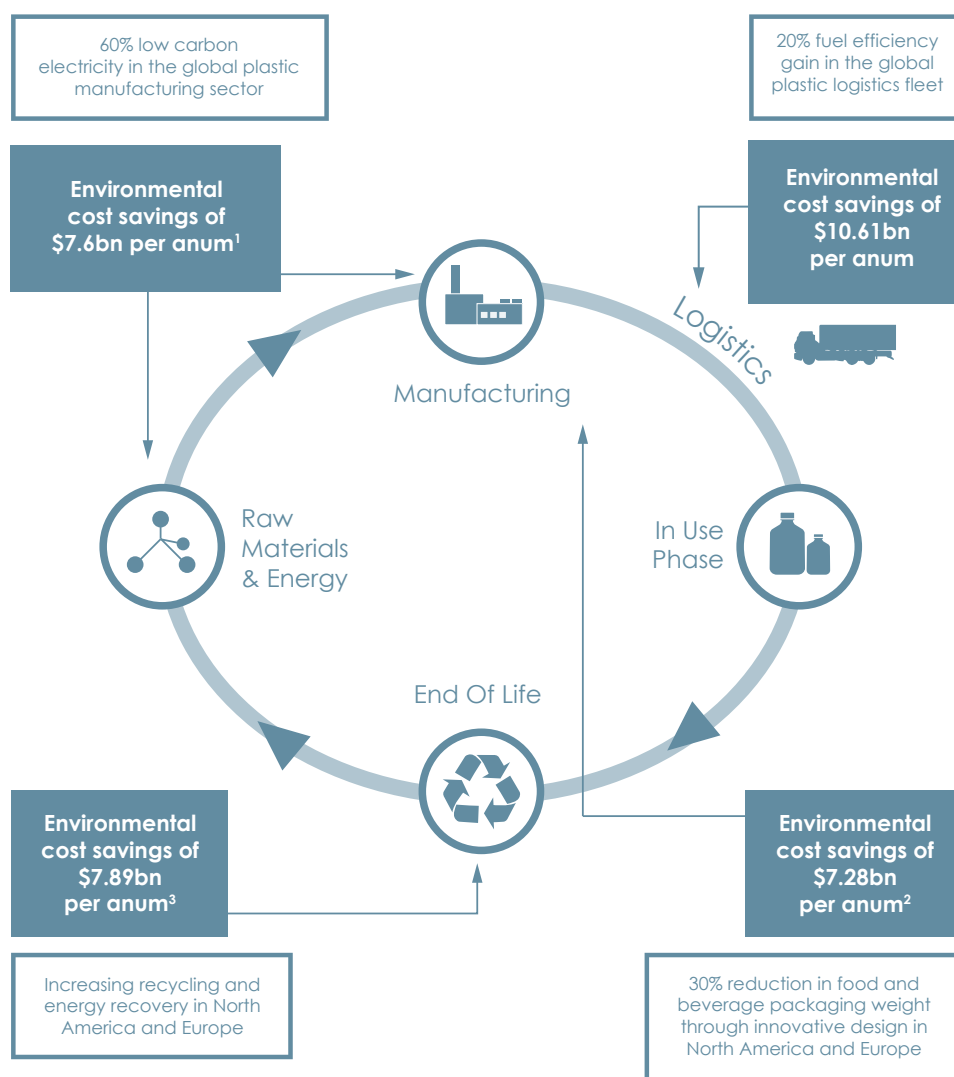 60% low carbon
electricity in the global plastic
manufacturing sector
20% fuel efficiency
gain in the global
plastic logistics fleet
Environmental
cost savings of
$7.6bn per anum¹
Environmental
cost savings of
$10.61bn
per anum
Logistics
Manufacturing
Raw
Materials
& Energy
In Use
Phase
End Of Life
Environmental
cost savings of
$7.89bn
per anum³
Environmental
cost savings of
$7.28bn
per anum²
Increasing recycling and
energy recovery in North
America and Europe
30% reduction in food and
beverage packaging weight
through innovative design in
North America and Europe